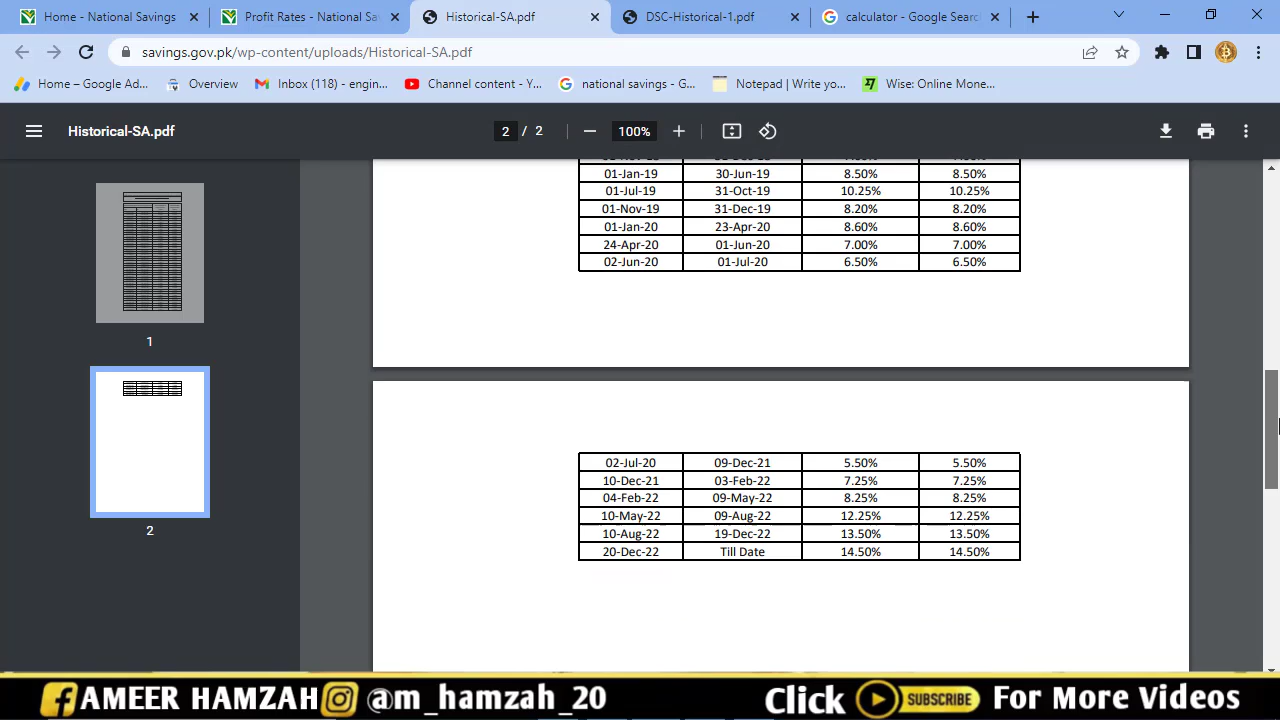 Home - National Savings
Profit Rates - National Sa
Historical-SA.pdf
DSC-Historical-1.pdf
calculator - Google Searc
savings.gov.pk/wp-content/uploads/Historical-SA.pdf
Home – Google Ad...
Overview
Inbox (118) - engin...
Channel content - Y...
national savings - G...
Notepad | Write yo...
Wise: Online Mone...
Historical-SA.pdf
2 / 2
100%
01-Jan-19 30-Jun-19 8.50% 8.50%
01-Jul-19 31-Oct-19 10.25% 10.25%
01-Nov-19 31-Dec-19 8.20% 8.20%
01-Jan-20 23-Apr-20 8.60% 8.60%
24-Apr-20 01-Jun-20 7.00% 7.00%
02-Jun-20 01-Jul-20 6.50% 6.50%
1
02-Jul-20 09-Dec-21 5.50% 5.50%
10-Dec-21 03-Feb-22 7.25% 7.25%
04-Feb-22 09-May-22 8.25% 8.25%
10-May-22 09-Aug-22 12.25% 12.25%
10-Aug-22 19-Dec-22 13.50% 13.50%
20-Dec-22 Till Date 14.50% 14.50%
2
AMEER HAMZAH @m_hamzah_20 Click SUBSCRIBE For More Videos